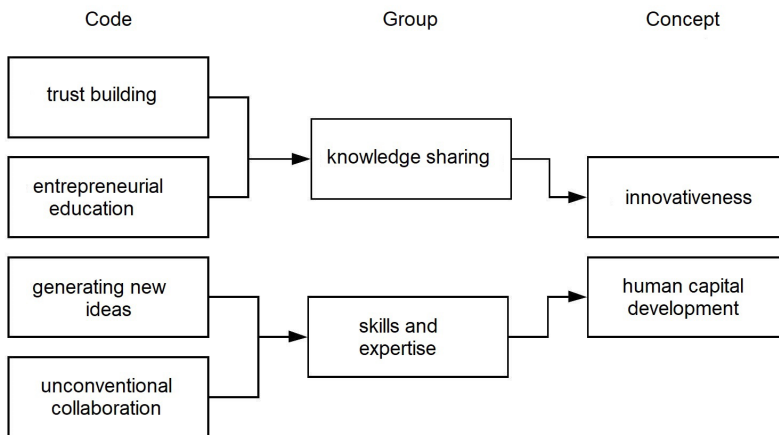 Code
Group
Concept
trust building
entrepreneurial
education
generating new
ideas
unconventional
collaboration
knowledge sharing
skills and
expertise
innovativeness
human capital
development